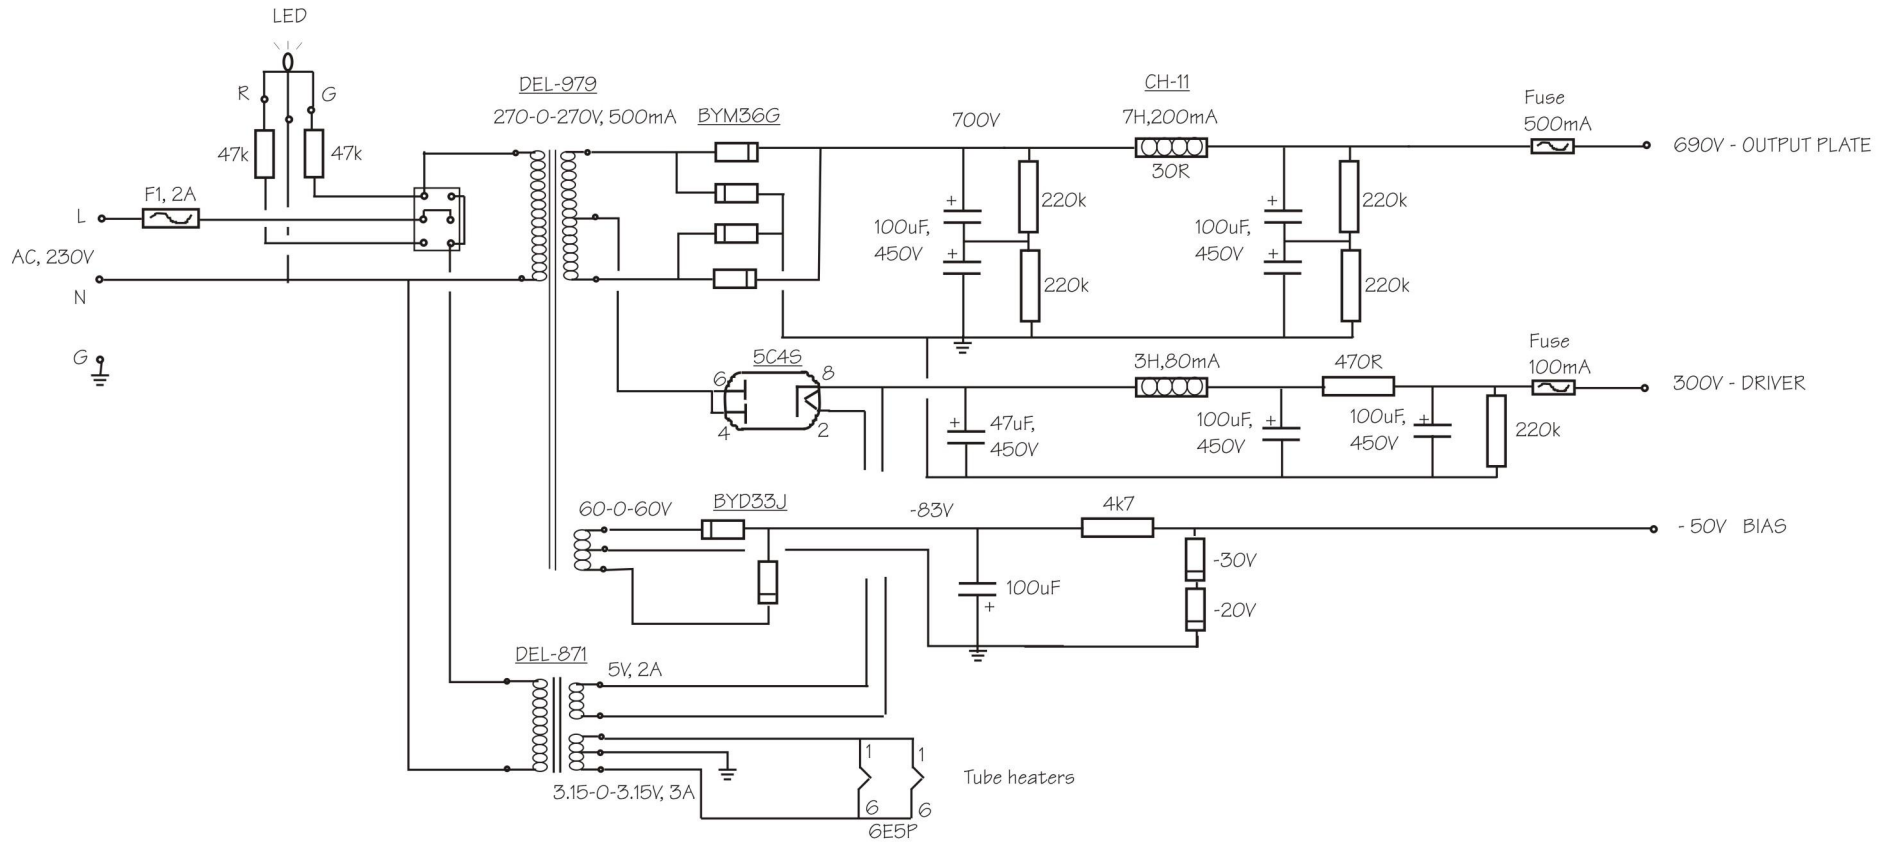 LED
R
G
47k
47k
F1, 2A
L
AC, 230V
N
G
DEL-979
270-0-270V, 500mA
BYM36G
700V
CH-11
7H,200mA
30R
Fuse
500mA
690V - OUTPUT PLATE
+
100uF,
450V
+
220k
220k
+
100uF,
450V
+
220k
220k
5C4S
6
8
4
2
3H,80mA
470R
Fuse
100mA
300V - DRIVER
+
47uF,
450V
100uF,
450V
+
100uF,
450V
+
220k
60-0-60V
BYD33J
-83V
4k7
- 50V BIAS
100uF
+
-30V
-20V
DEL-871
5V, 2A
3.15-0-3.15V, 3A
1
1
6
6
6E5P
Tube heaters